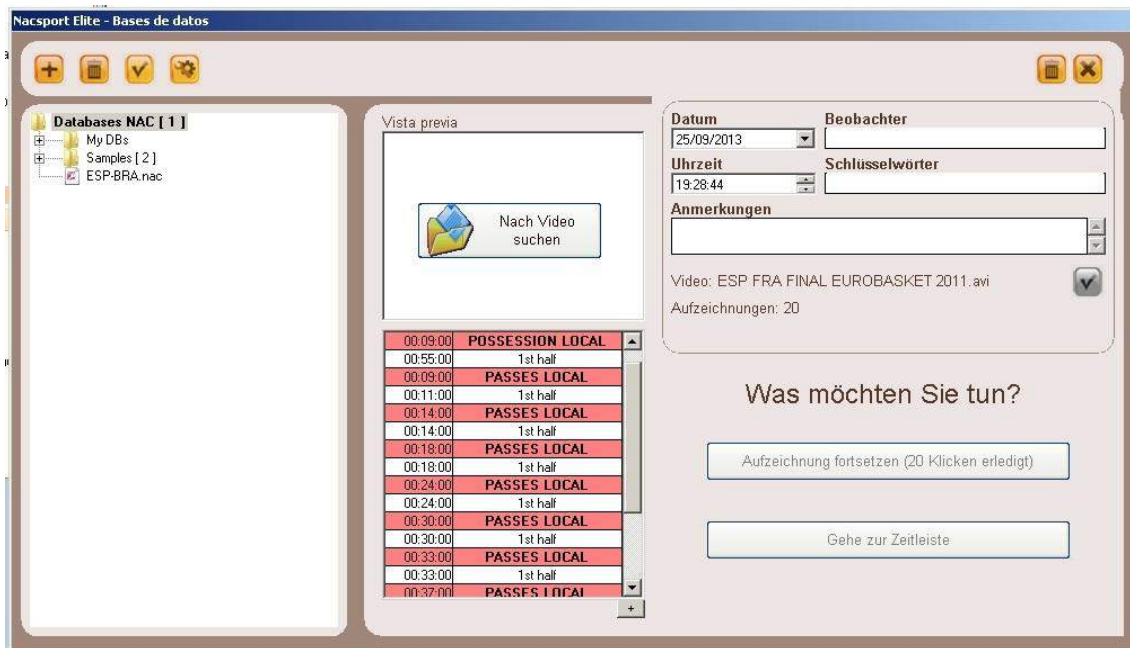 Nacsport Elite - Bases de datos
Databases NAC [ 1 ]
My DBs
Samples [ 2 ]
ESP-BRA.nac
Vista previa
Nach Video
suchen
00:09:00 POSSESSION LOCAL
00:55:00 1st half
00:09:00 PASSES LOCAL
00:11:00 1st half
00:14:00 PASSES LOCAL
00:14:00 1st half
00:18:00 PASSES LOCAL
00:18:00 1st half
00:24:00 PASSES LOCAL
00:24:00 1st half
00:30:00 PASSES LOCAL
00:30:00 1st half
00:33:00 PASSES LOCAL
00:33:00 1st half
00:37:00 PASSES LOCAL
+
Datum Beobachter
25/09/2013
Uhrzeit Schlüsselwörter
19:28:44
Anmerkungen
Video: ESP FRA FINAL EUROBASKET 2011.avi
Aufzeichnungen: 20
Was möchten Sie tun?
Aufzeichnung fortsetzen (20 Klicken erledigt)
Gehe zur Zeitleiste